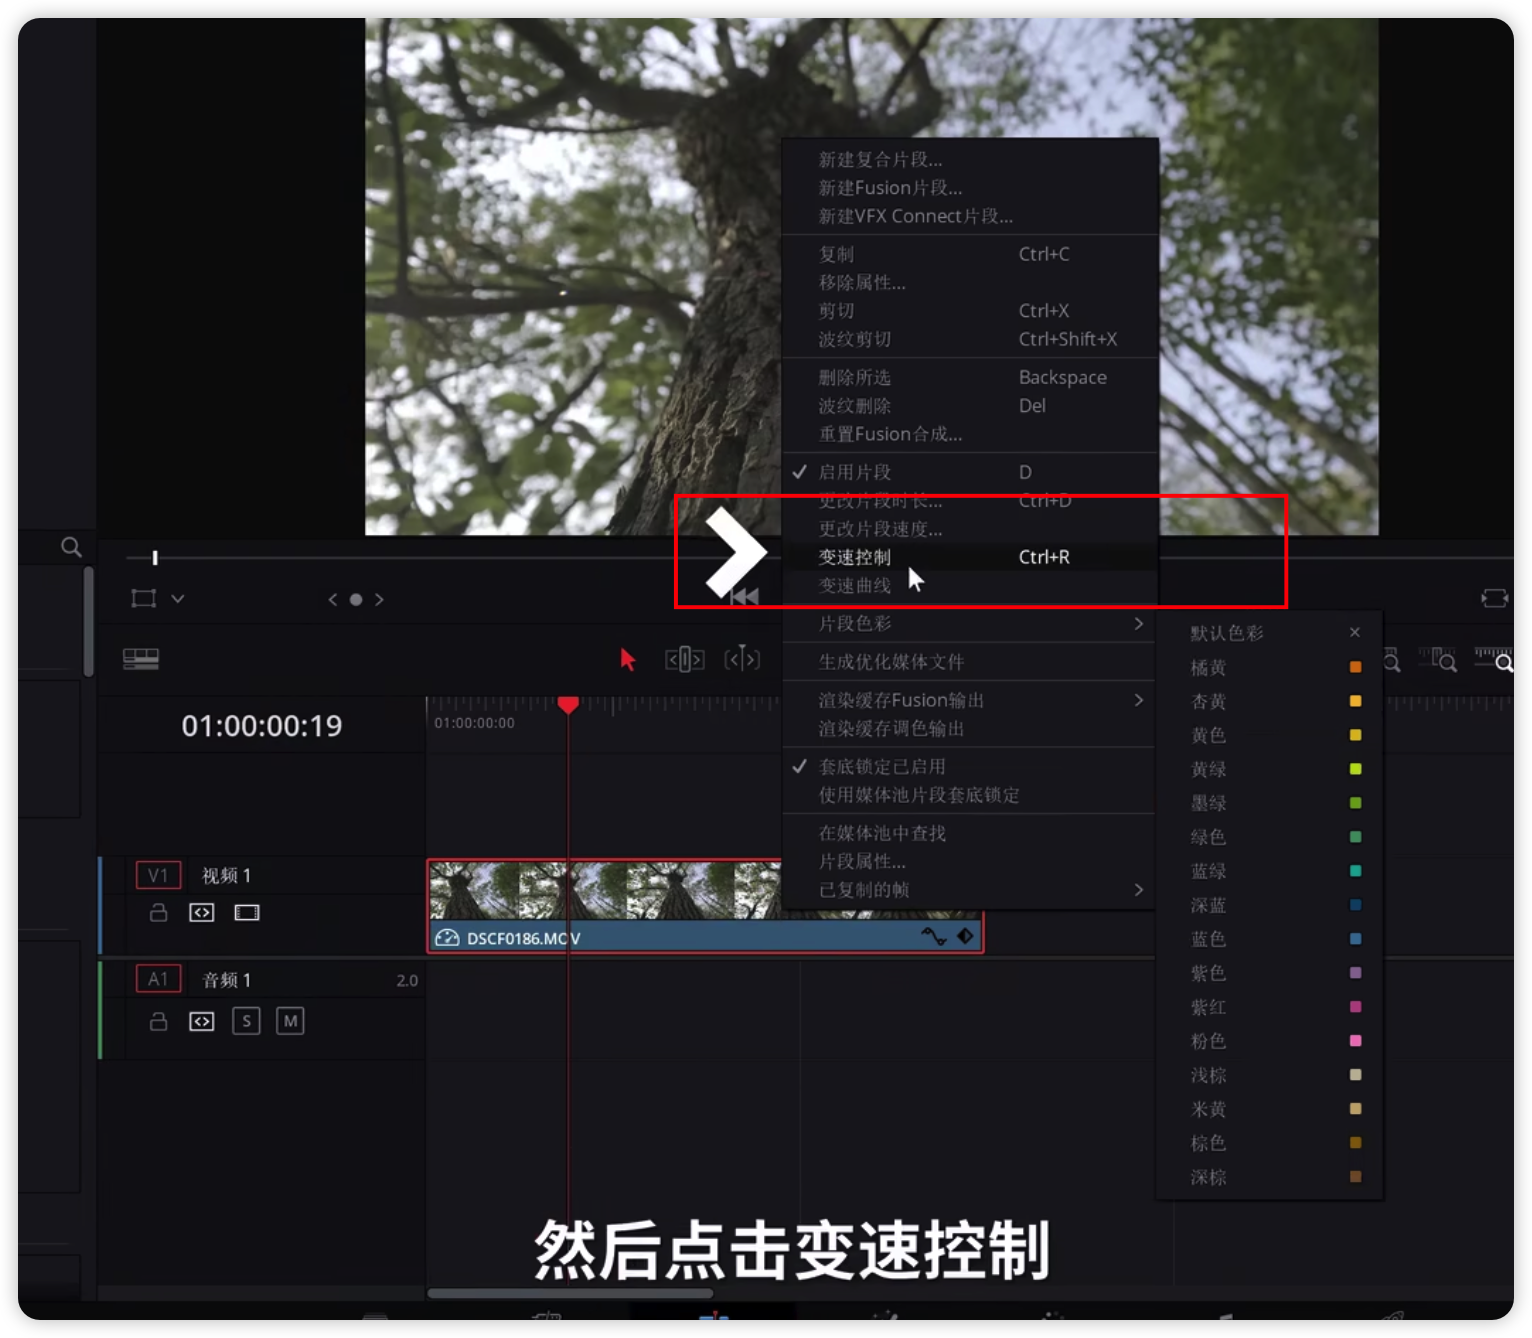 新建复合片段...
新建Fusion片段...
新建VFX Connect片段...
复制 Ctrl+C
移除属性...
剪切 Ctrl+X
波纹剪切 Ctrl+Shift+X
删除所选 Backspace
波纹删除 Del
重置Fusion合成...
启用片段 D
更改片段时长... Ctrl+D
更改片段速度...
变速控制 Ctrl+R
变速曲线
片段色彩
生成优化媒体文件
渲染缓存Fusion输出
渲染缓存调色输出
套底锁定已启用
使用媒体池片段套底锁定
在媒体池中查找
片段属性...
已复制的帧
默认色彩
橘黄
杏黄
黄色
黄绿
墨绿
绿色
蓝绿
深蓝
蓝色
紫色
紫红
粉色
浅棕
米黄
棕色
深棕
01:00:00:19
01:00:00:00
V1 视频 1
DSCF0186.MOV
A1 音频 1 2.0
S M
然后点击变速控制